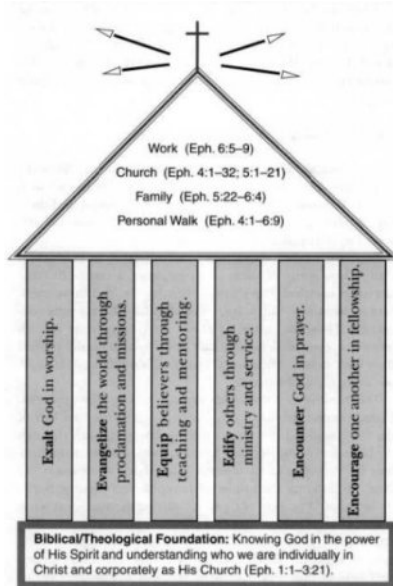 Work (Eph. 6:5–9)
Church (Eph. 4:1–32; 5:1–21)
Family (Eph. 5:22–6:4)
Personal Walk (Eph. 4:1–6:9)
Exalt God in worship.
Evangelize the world through
proclamation and missions.
Equip believers through
teaching and mentoring.
Edify others through
ministry and service.
Encounter God in prayer.
Encourage one another in fellowship.
Biblical/Theological Foundation: Knowing God in the power
of His Spirit and understanding who we are individually in
Christ and corporately as His Church (Eph. 1:1–3:21).